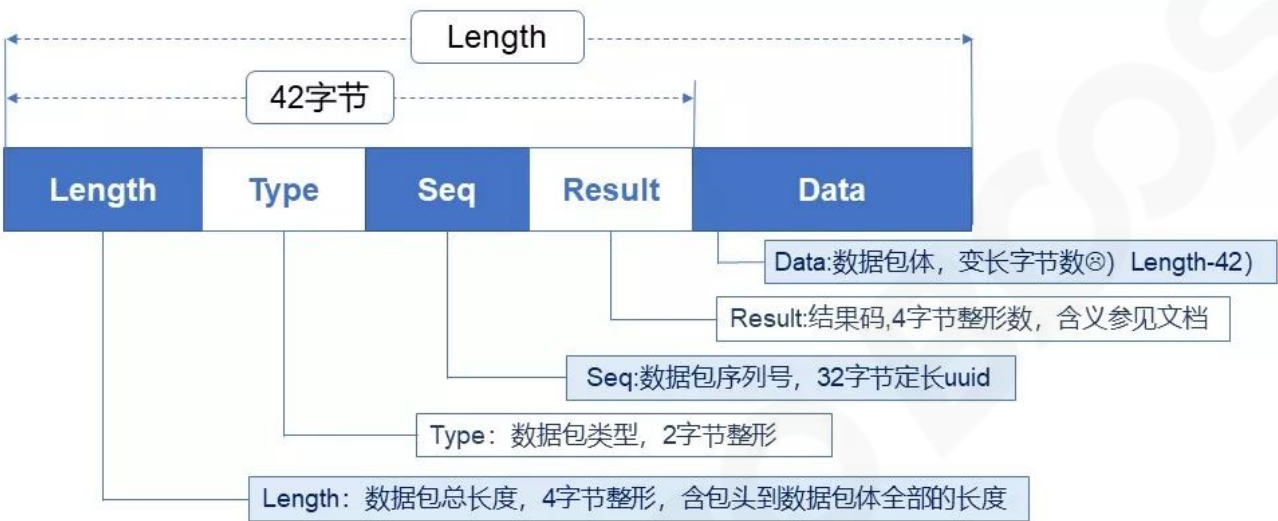 Length
42字节
Length Type Seq Result Data
Data:数据包体，变长字节数☹) Length-42)
Result:结果码,4字节整形数，含义参见文档
Seq:数据包序列号，32字节定长uuid
Type：数据包类型，2字节整形
Length：数据包总长度，4字节整形，含包头到数据包体全部的长度